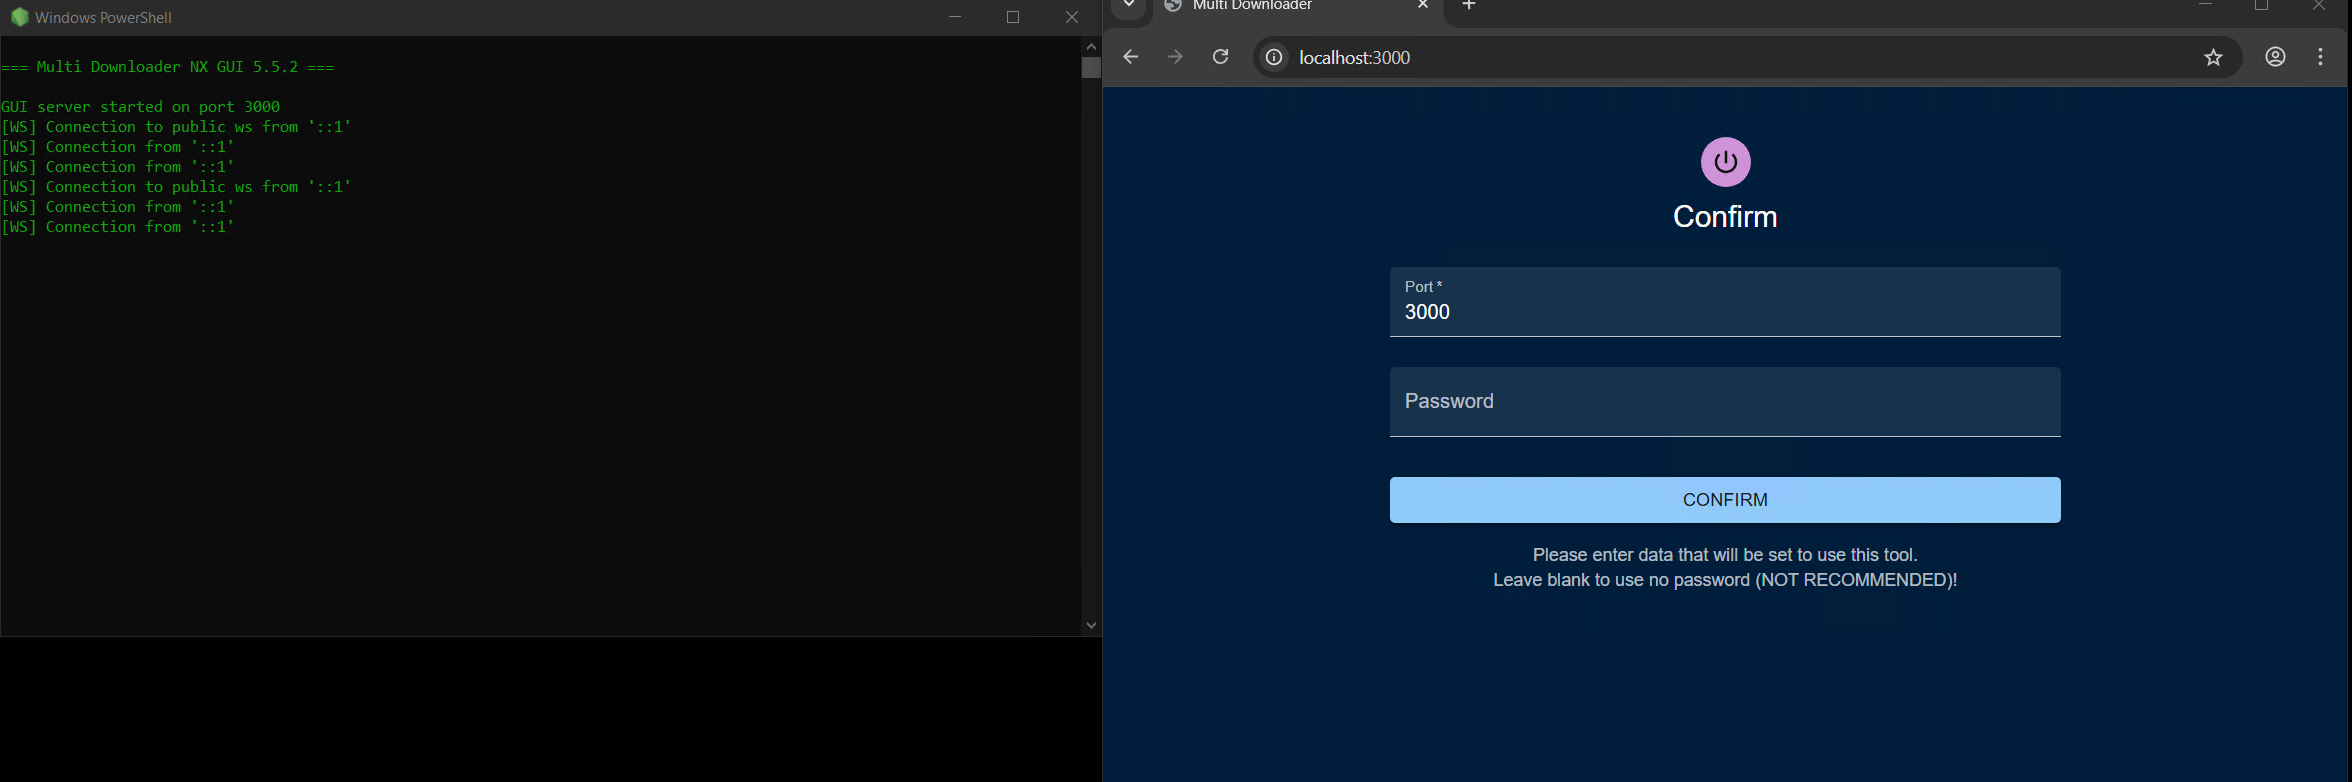 Windows PowerShell
=== Multi Downloader NX GUI 5.5.2 ===
GUI server started on port 3000
[WS] Connection to public ws from '::1'
[WS] Connection from '::1'
[WS] Connection from '::1'
[WS] Connection to public ws from '::1'
[WS] Connection from '::1'
[WS] Connection from '::1'
Multi Downloader
localhost:3000
Confirm
Port *
3000
Password
CONFIRM
Please enter data that will be set to use this tool.
Leave blank to use no password (NOT RECOMMENDED)!